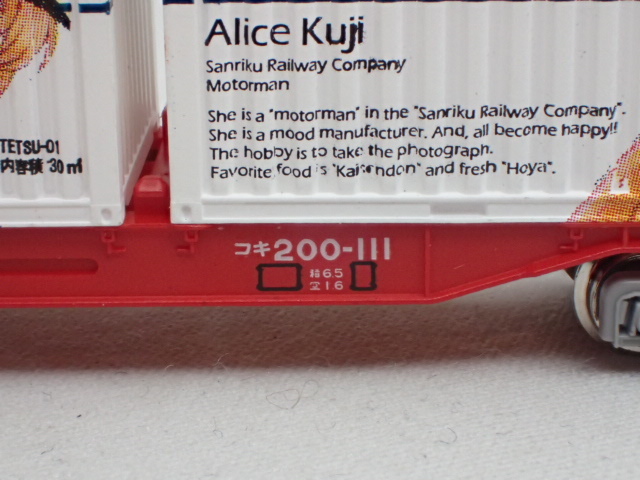 Alice Kuji
Sanriku Railway Company
Motorman
She is a "motorman" in the "Sanriku Railway Company".
She is a mood manufacturer. And, all become happy!!
The hobby is to take the photograph.
Favorite food is "Kaisendon" and fresh "Hoya".
TETSU-01
内容積 30㎥
コキ200-111
6.5
空 1.6